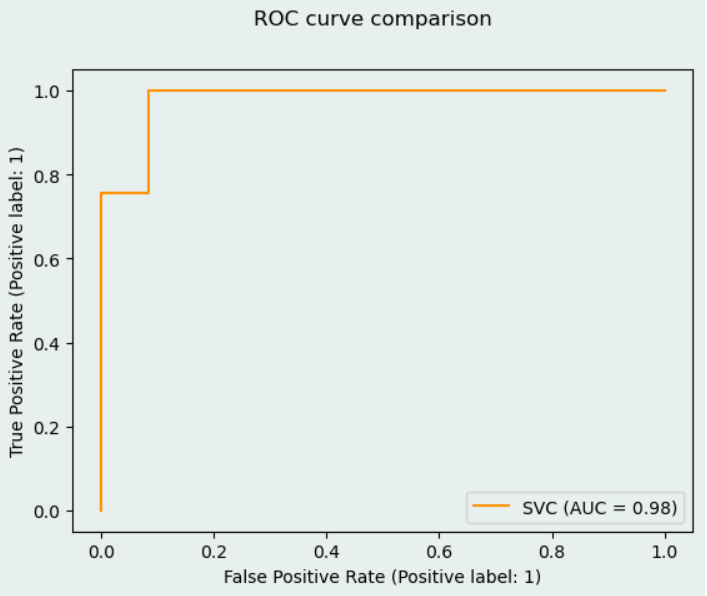 ROC curve comparison
True Positive Rate (Positive label: 1)
1.0
0.8
0.6
0.4
0.2
0.0
SVC (AUC = 0.98)
0.0 0.2 0.4 0.6 0.8 1.0
False Positive Rate (Positive label: 1)